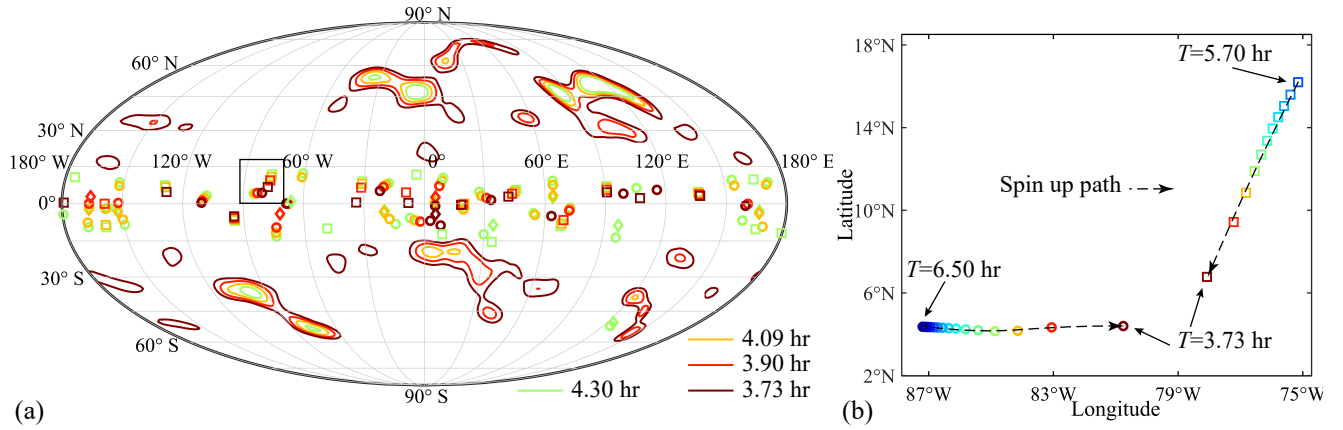 90° N
60° N
30° N
180° W
120° W
60° W
0°
60° E
120° E
180° E
0°
30° S
60° S
90° S
4.09 hr
3.90 hr
4.30 hr
3.73 hr
(a)
18°N
14°N
10°N
6°N
2°N
Latitude
T=5.70 hr
Spin up path
T=6.50 hr
T=3.73 hr
87°W
83°W
79°W
75°W
Longitude
(b)